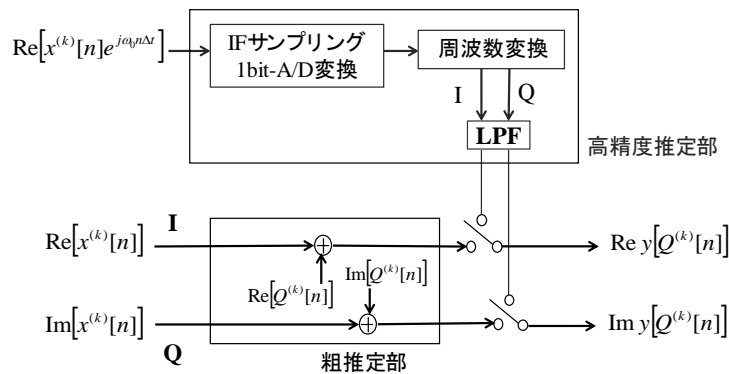 Re[x^{(k)}[n]e^{jω₀nΔt}]
IFサンプリング
1bit-A/D変換
周波数変換
I
Q
LPF
高精度推定部
Re[x^{(k)}[n]]
I
Re[Q^{(k)}[n]]
Im[Q^{(k)}[n]]
Re y[Q^{(k)}[n]]
Im[x^{(k)}[n]]
Q
Im y[Q^{(k)}[n]]
粗推定部